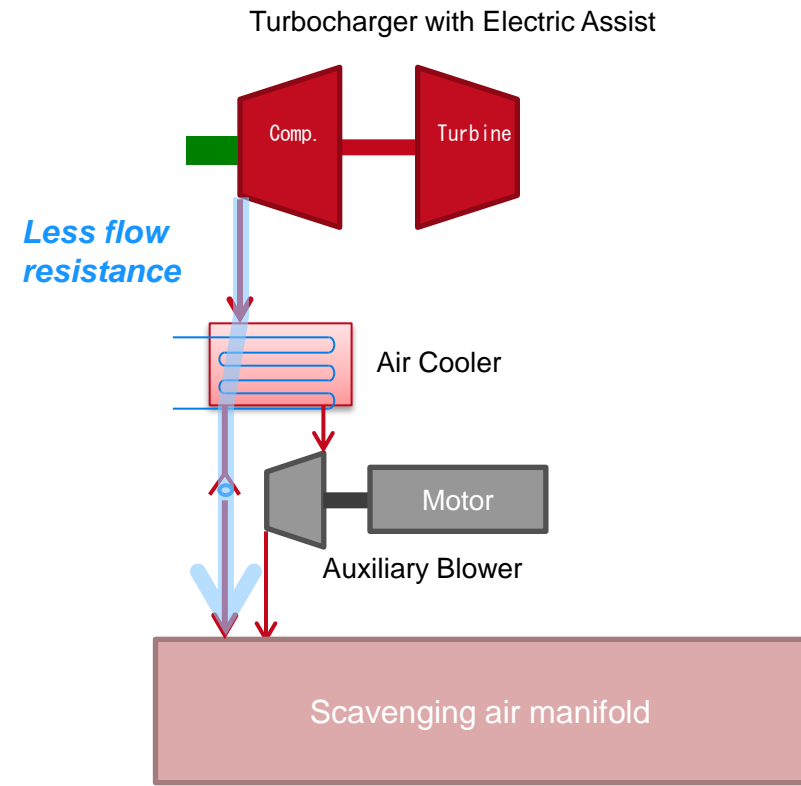 Turbocharger with Electric Assist
Comp.
Turbine
Less flow
resistance
Air Cooler
Motor
Auxiliary Blower
Scavenging air manifold